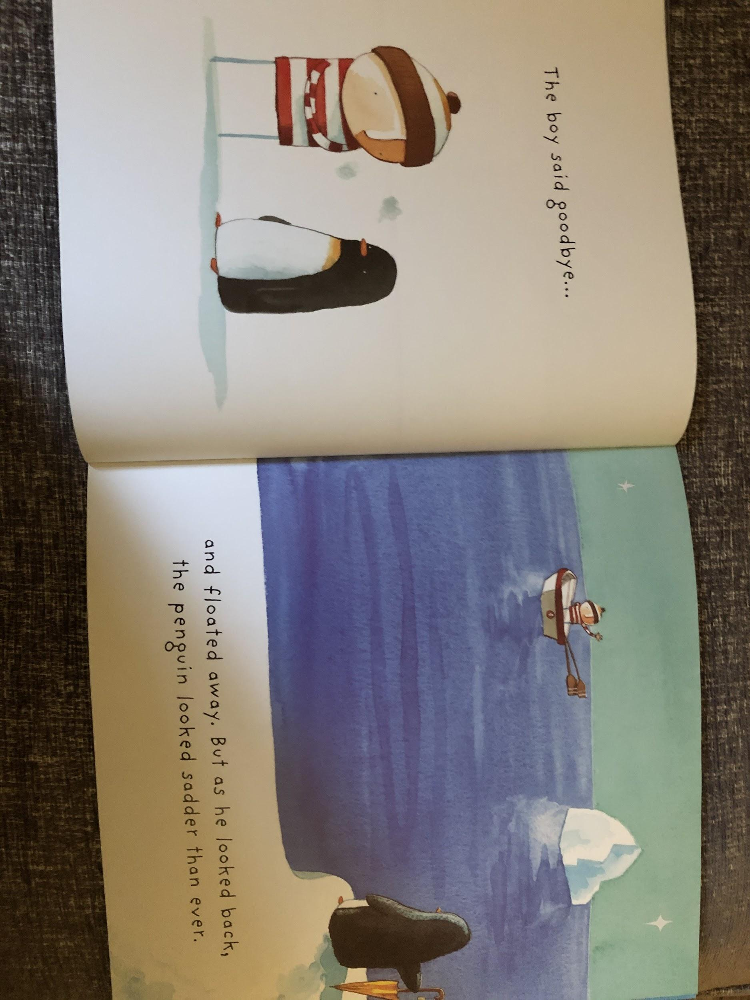 The boy said goodbye...
and floated away. But as he looked back,
the penguin looked sadder than ever.